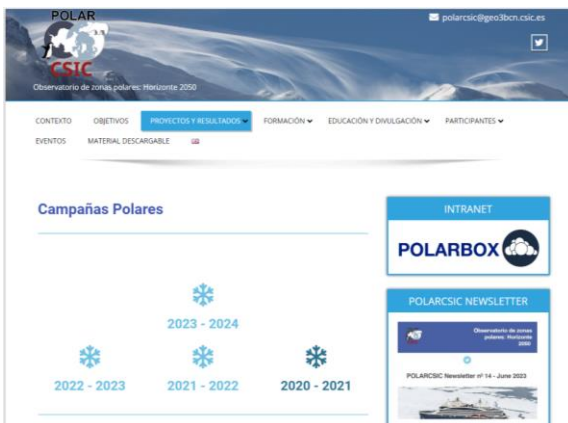 POLAR
CSIC
Observatorio de zonas polares: Horizonte 2050
polarcsic@geo3bcn.csic.es
CONTEXTO OBJETIVOS PROYECTOS Y RESULTADOS FORMACIÓN EDUCACIÓN Y DIVULGACIÓN PARTICIPANTES
EVENTOS MATERIAL DESCARGABLE
Campañas Polares
2023 - 2024
2022 - 2023 2021 - 2022 2020 - 2021
INTRANET
POLARBOX
POLARCSIC NEWSLETTER
Observatorio de zonas
polares: Horizonte
2050
POLARCSIC Newsletter nº 14 - June 2023